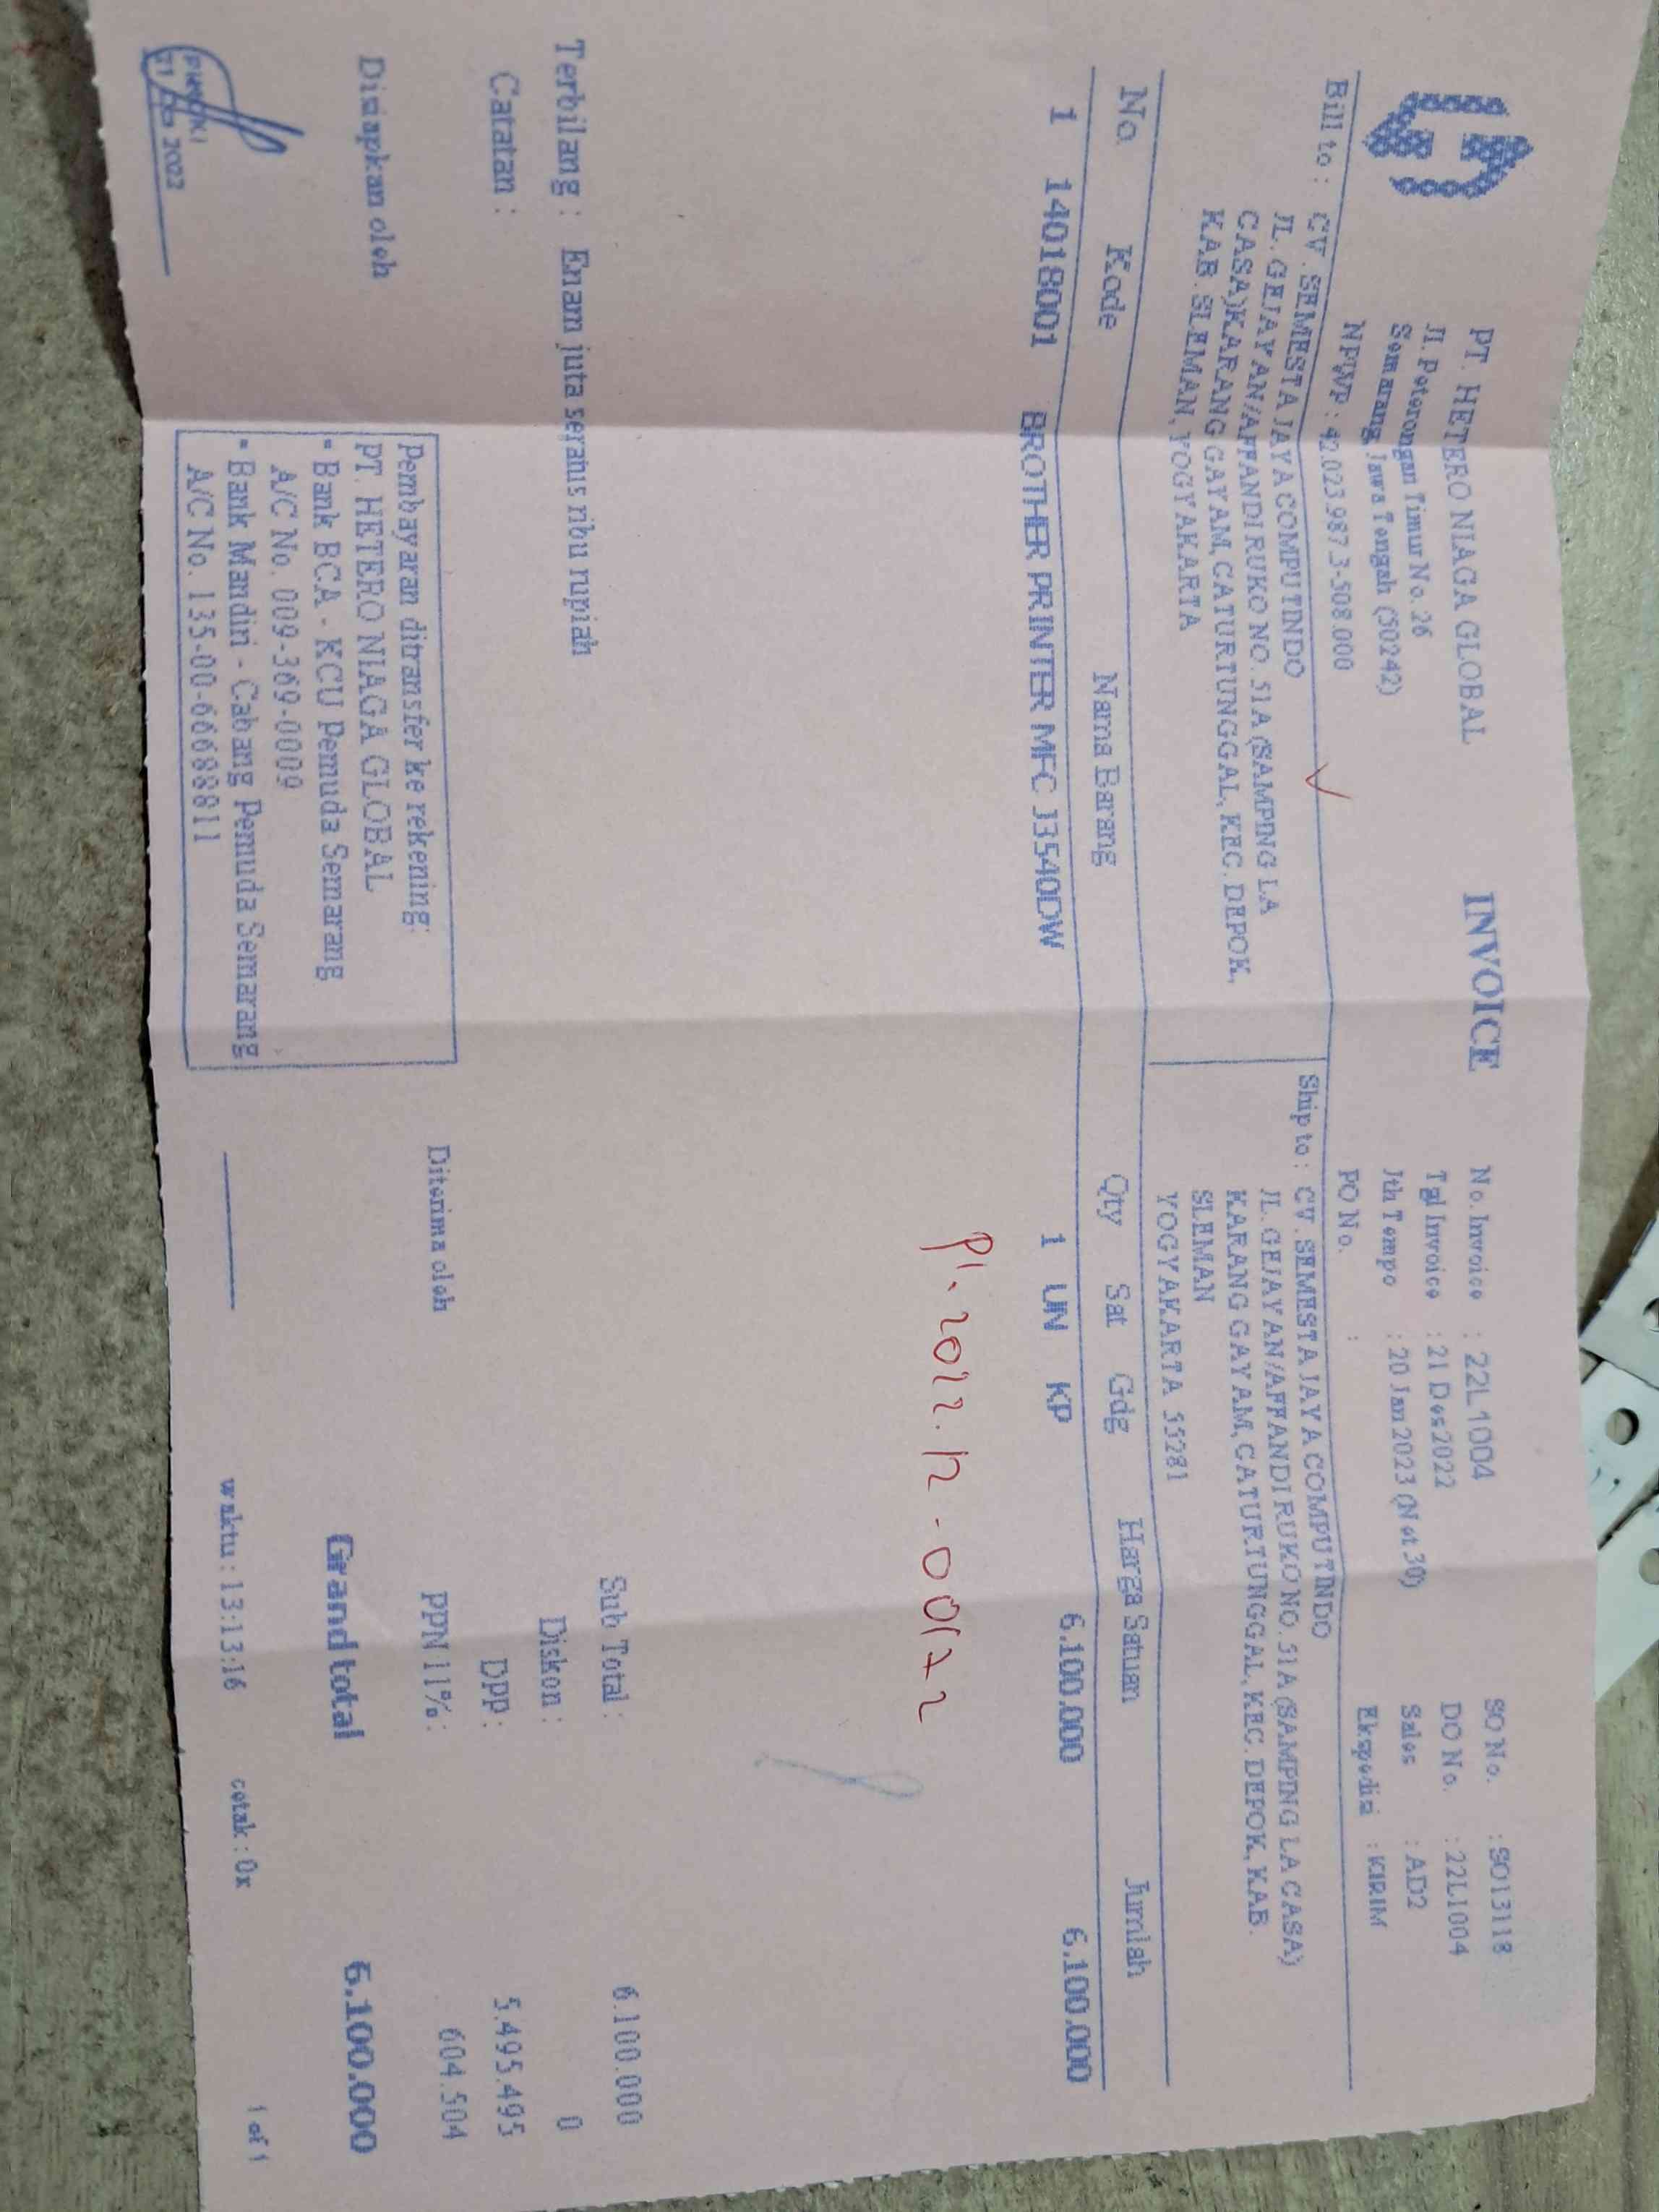 PT. HETERO NIAGA GLOBAL
Jl. Peterongan Timur No. 26
Semarang Jawa Tengah (50242)
NPWP : 42.023.987.3-508.000
INVOICE
No. Invoice : 22L1004
Tgl Invoice : 21 Des 2022
Jth Tempo : 20 Jan 2023 (Net 30)
PO No. :
SO No. : SO13118
DO No. : 22L1004
Sales : AD2
Ekspedisi : KIRIM
Bill to : CV. SEMESTA JAYA COMPUTINDO
JL. GEJAYAN/AFFANDI RUKO NO. 51A (SAMPING LA
CASA)KARANG GAYAM, CATURTUNGGAL, KEC. DEPOK,
KAB. SLEMAN, YOGYAKARTA
Ship to : CV. SEMESTA JAYA COMPUTINDO
JL. GEJAYAN/AFFANDI RUKO NO. 51A (SAMPING LA CASA)
KARANG GAYAM, CATURTUNGGAL, KEC. DEPOK, KAB.
SLEMAN
YOGYAKARTA 55281
No. Kode Nama Barang Qty Sat Gdg Harga Satuan Jumlah
1 14018001 BROTHER PRINTER MFC J3540DW 1 UN KP 6.100.000 6.100.000
PI. 2022. 12 - 00172
Terbilang : Enam juta seratus ribu rupiah
Catatan :
Sub Total : 6.100.000
Diskon : 0
DPP : 5.495.495
PPN 11% : 604.504
Grand total 6.100.000
Disiapkan oleh
2022
Pembayaran ditransfer ke rekening:
PT. HETERO NIAGA GLOBAL
* Bank BCA - KCU Pemuda Semarang
A/C No. 009-369-0009
* Bank Mandiri - Cabang Pemuda Semarang
A/C No. 135-00-6668811
Diterima oleh
waktu : 13:13:16 cetak : 0x 1 of 1